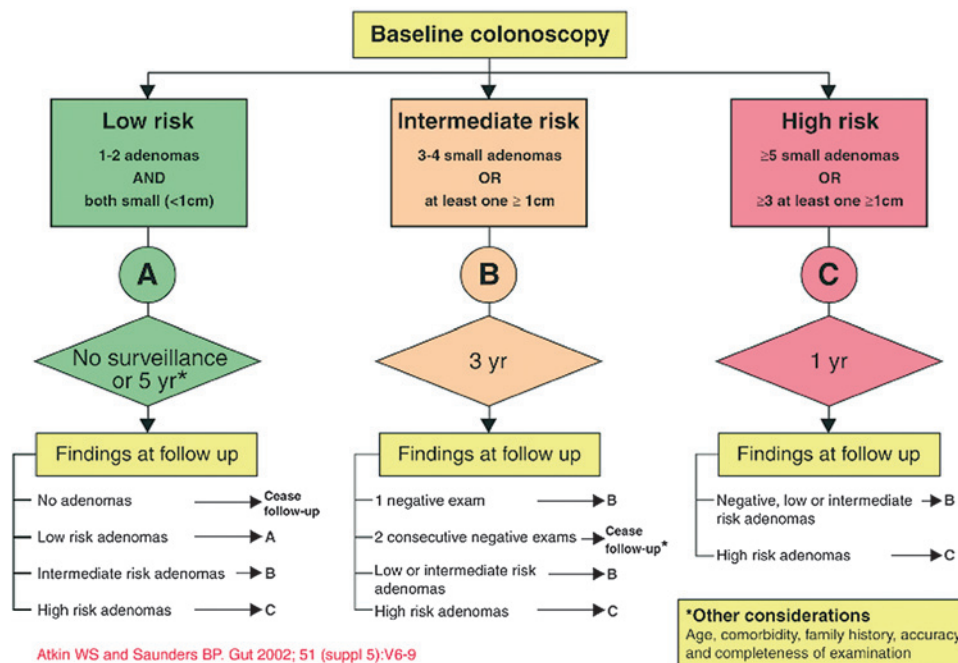 Baseline colonoscopy
Low risk
1-2 adenomas
AND
both small (<1cm)
Intermediate risk
3-4 small adenomas
OR
at least one ≥ 1cm
High risk
≥5 small adenomas
OR
≥3 at least one ≥1cm
A
B
C
No surveillance
or 5 yr*
3 yr
1 yr
Findings at follow up
No adenomas
Cease
follow-up
Low risk adenomas
A
Intermediate risk adenomas
B
High risk adenomas
C
Findings at follow up
1 negative exam
B
2 consecutive negative exams
Cease
follow-up*
Low or intermediate risk
adenomas
B
High risk adenomas
C
Findings at follow up
Negative, low or intermediate
risk adenomas
B
High risk adenomas
C
*Other considerations
Age, comorbidity, family history, accuracy
and completeness of examination
Atkin WS and Saunders BP. Gut 2002; 51 (suppl 5):V6-9